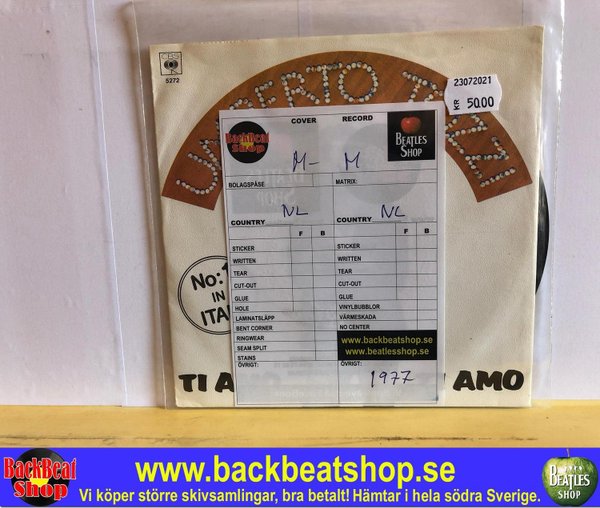 CBS
5272
UMBERTO TOZZI
23072021
KR 50.00
COVER RECORD
BackBeat Shop
BEATLES SHOP
M- M
BOLAGSPÅSE MATRIX:
NL NL
COUNTRY COUNTRY
F B F B
STICKER STICKER
WRITTEN WRITTEN
TEAR TEAR
CUT-OUT CUT-OUT
GLUE GLUE
HOLE VINYLBUBBLOR
LAMINATSLÄPP VÄRMESKADA
BENT CORNER NO CENTER
RINGWEAR www.backbeatshop.se
SEAM SPLIT www.beatlesshop.se
STAINS
ÖVRIGT: ÖVRIGT:
1977
No:1
IN
ITA
TI A AMO
BackBeat Shop
www.backbeatshop.se
Vi köper större skivsamlingar, bra betalt! Hämtar i hela södra Sverige.
BEATLES SHOP